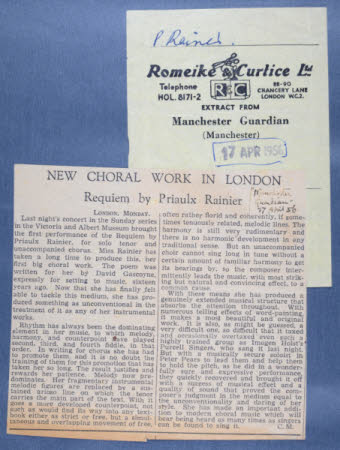 P. Rainier
Romeike & Curtice Ltd
Telephone
HOL. 8171-2
R&C
88-90
CHANCERY LANE
LONDON W.C.2.
EXTRACT FROM
Manchester Guardian
(Manchester)
17 APR 1956
NEW CHORAL WORK IN LONDON
Requiem by Priaulx Rainier
"Manchester
Guardian"
17 April 56
LONDON, MONDAY.
Last night's concert in the Sunday series
in the Victoria and Albert Museum brought
the first performance of the Requiem by
Priaulx Rainier, for solo tenor and
unaccompanied chorus. Miss Rainier has
taken a long time to produce this, her
first big choral work. The poem was
written for her by David Gascoyne,
expressly for setting to music, sixteen
years ago. Now that she has finally felt
able to tackle this medium, she has pro-
duced something as unconventional in the
treatment of it as any of her instrumental
works.
Rhythm has always been the dominating
element in her music, to which melody,
harmony, and counterpoint have played
second, third, and fourth fiddle, in that
order. In writing for chorus she has had
to promote them and it is no doubt the
training of them for this promotion that has
taken her so long. The result justifies and
rewards her patience. Melody now pre-
dominates. Her fragmentary instrumental
melodic figures are replaced by a sus-
tained broad line on which the tenor
carries the main part of the text. With it
goes a more developed counterpoint, not
such as would find its way into any text-
book either as strict or free, but a simul-
taneous and overlapping movement of free,
often rather florid and coherent, if some-
times tenuously related, melodic lines. The
harmony is still very rudimentary and
there is no harmonic development in any
traditional sense. But an unaccompanied
choir cannot sing long in tune without a
certain amount of familiar harmony to get
its bearings by, so the composer inter-
mittently leads the music, with most strik-
ing but natural and convincing effect, to a
common cause.
With these means she has produced a
genuinely extended musical structure that
absorbs the attention throughout. With
numerous telling effects of word-painting,
it makes a most beautiful and original
work. It is also, as might be guessed, a
very difficult one, so difficult that it taxed
and occasionally overtaxed even such a
highly trained group as Imogen Holst's
Purcell Singers, who sang it last night.
But with a musically secure soloist in
Peter Pears to lead them and help them
to hold the pitch, as he did in a wonder-
fully sure and expressive performance,
they quickly recovered and brought it off
with a success of musical effect and a
quality of sound that proved the com-
poser's judgment in the medium equal to
the unconventionality and daring of her
style. She has made an important addi-
tion to modern choral music which will
bear being heard as many times as singers
can be found to sing it. C. M.